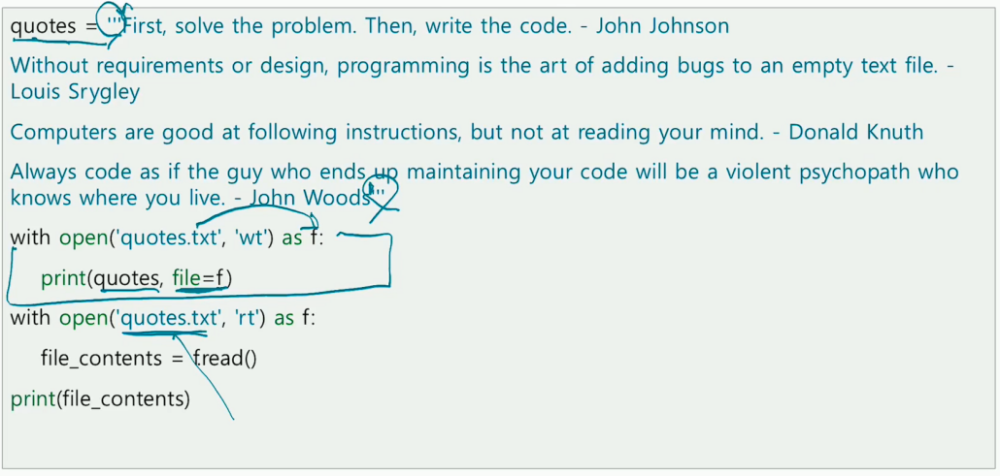 quotes = '''First, solve the problem. Then, write the code. - John Johnson
Without requirements or design, programming is the art of adding bugs to an empty text file. -
Louis Srygley
Computers are good at following instructions, but not at reading your mind. - Donald Knuth
Always code as if the guy who ends up maintaining your code will be a violent psychopath who
knows where you live. - John Woods'''
with open('quotes.txt', 'wt') as f:
print(quotes, file=f)
with open('quotes.txt', 'rt') as f:
file_contents = f.read()
print(file_contents)